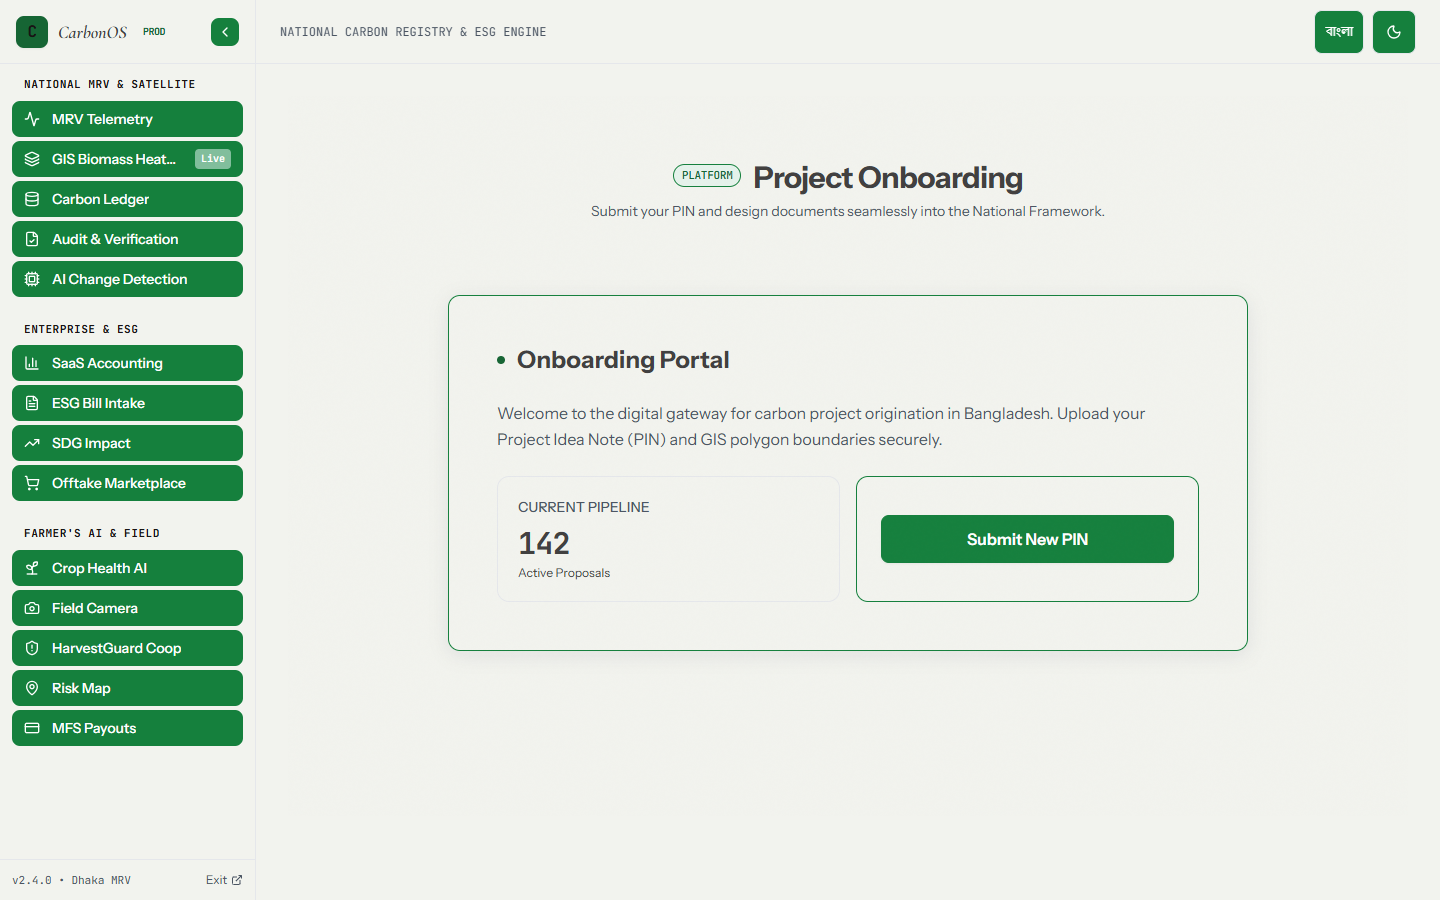 C CarbonOS PROD
NATIONAL CARBON REGISTRY & ESG ENGINE
বাংলা
NATIONAL MRV & SATELLITE
MRV Telemetry
GIS Biomass Heat... Live
Carbon Ledger
Audit & Verification
AI Change Detection
ENTERPRISE & ESG
SaaS Accounting
ESG Bill Intake
SDG Impact
Offtake Marketplace
FARMER'S AI & FIELD
Crop Health AI
Field Camera
HarvestGuard Coop
Risk Map
MFS Payouts
v2.4.0 • Dhaka MRV
Exit
PLATFORM Project Onboarding
Submit your PIN and design documents seamlessly into the National Framework.
Onboarding Portal
Welcome to the digital gateway for carbon project origination in Bangladesh. Upload your
Project Idea Note (PIN) and GIS polygon boundaries securely.
CURRENT PIPELINE
142
Active Proposals
Submit New PIN